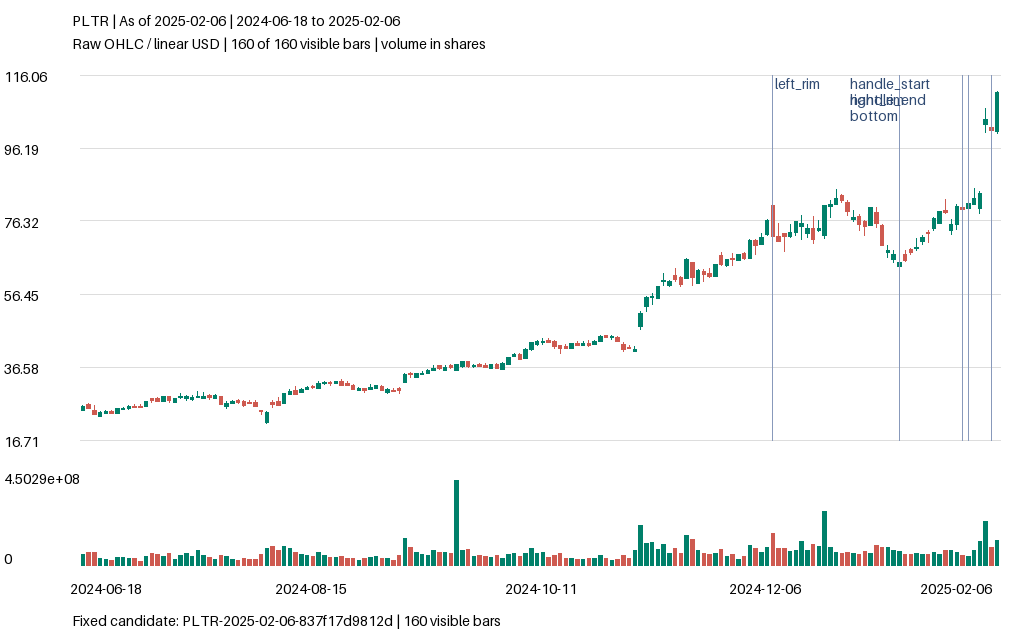 PLTR | As of 2025-02-06 | 2024-06-18 to 2025-02-06
Raw OHLC / linear USD | 160 of 160 visible bars | volume in shares
116.06
left_rim
handle_start
bottom
96.19
76.32
56.45
36.58
16.71
4.5029e+08
0
2024-06-18
2024-08-15
2024-10-11
2024-12-06
2025-02-06
Fixed candidate: PLTR-2025-02-06-837f17d9812d | 160 visible bars